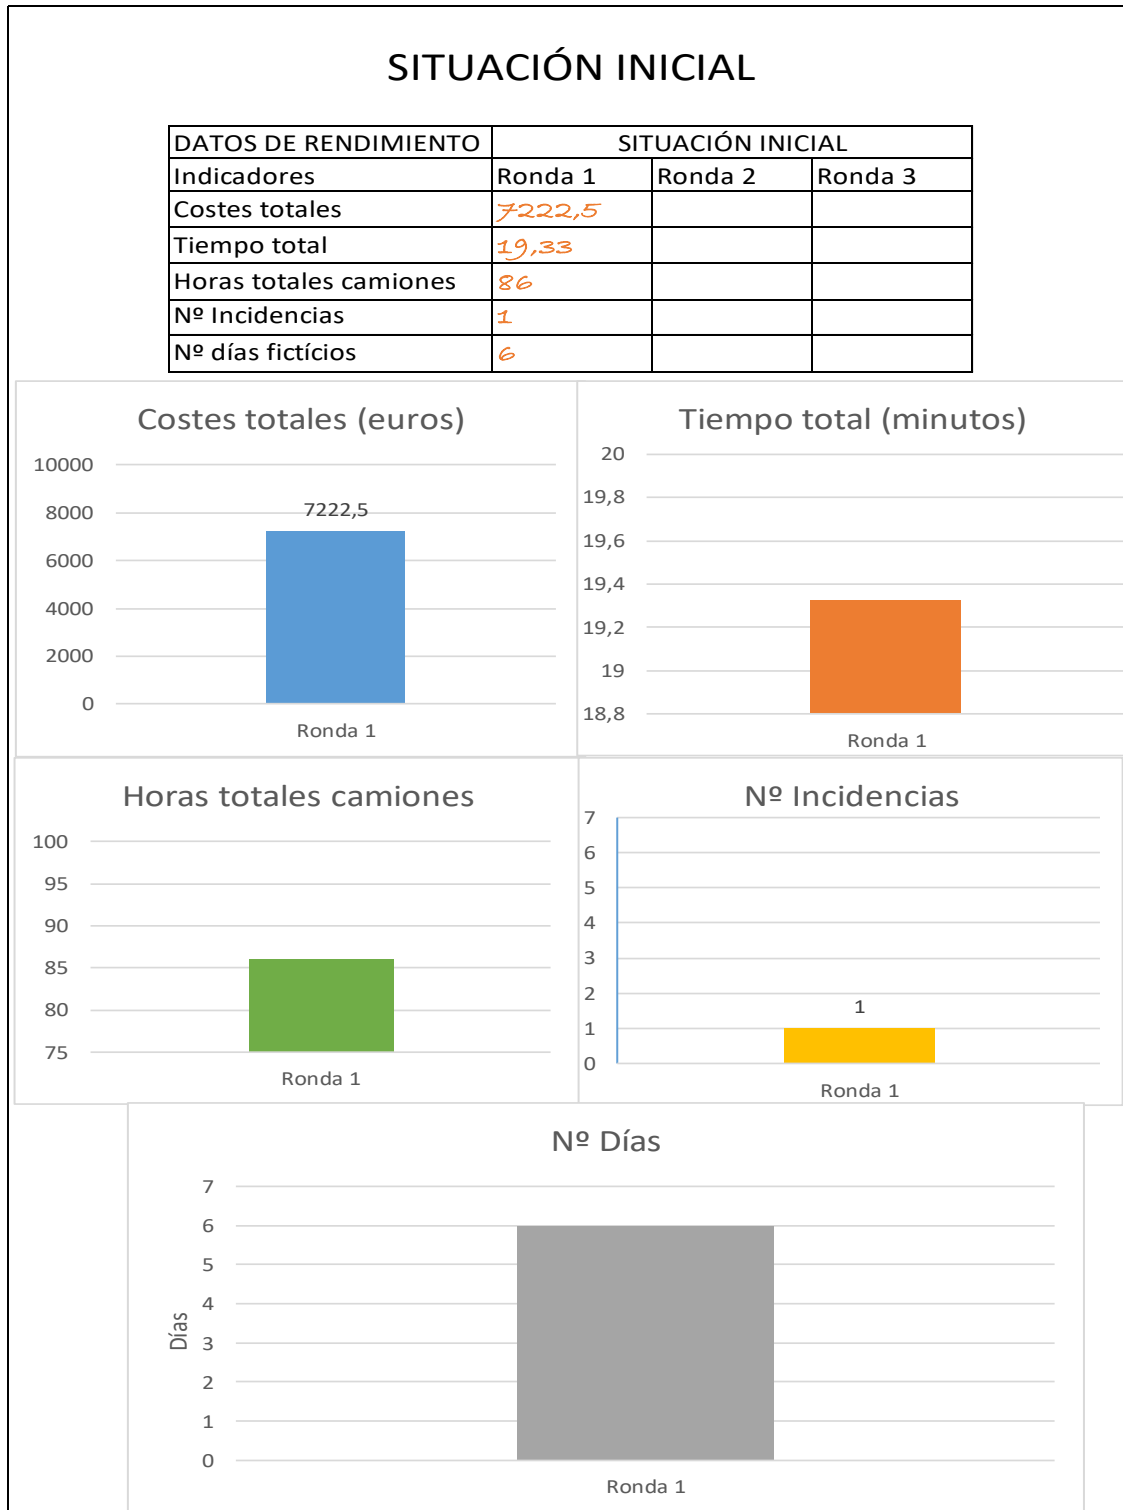 SITUACIÓN INICIAL
DATOS DE RENDIMIENTO SITUACIÓN INICIAL
Indicadores Ronda 1 Ronda 2 Ronda 3
Costes totales 7222,5
Tiempo total 19,33
Horas totales camiones 86
Nº Incidencias 1
Nº días fictícios 6
Costes totales (euros)
10000
8000
6000
4000
2000
0
7222,5
Ronda 1
Tiempo total (minutos)
20
19,8
19,6
19,4
19,2
19
18,8
Ronda 1
Horas totales camiones
100
95
90
85
80
75
Ronda 1
Nº Incidencias
7
6
5
4
3
2
1
0
1
Ronda 1
Nº Días
Días
7
6
5
4
3
2
1
0
Ronda 1